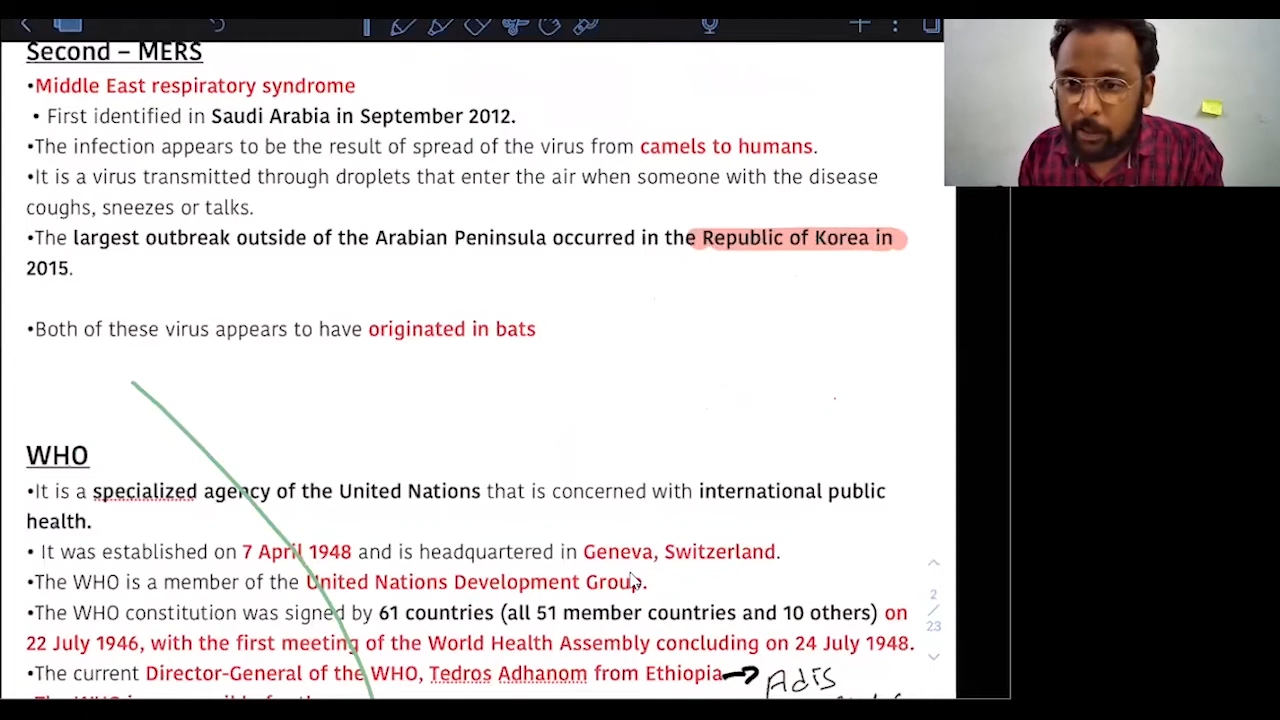 Second – MERS
•Middle East respiratory syndrome
• First identified in Saudi Arabia in September 2012.
•The infection appears to be the result of spread of the virus from camels to humans.
•It is a virus transmitted through droplets that enter the air when someone with the disease
coughs, sneezes or talks.
•The largest outbreak outside of the Arabian Peninsula occurred in the Republic of Korea in
2015.
•Both of these virus appears to have originated in bats
WHO
•It is a specialized agency of the United Nations that is concerned with international public
health.
• It was established on 7 April 1948 and is headquartered in Geneva, Switzerland.
•The WHO is a member of the United Nations Development Group.
•The WHO constitution was signed by 61 countries (all 51 member countries and 10 others) on
22 July 1946, with the first meeting of the World Health Assembly concluding on 24 July 1948.
•The current Director-General of the WHO, Tedros Adhanom from Ethiopia
Adis
2
/
23